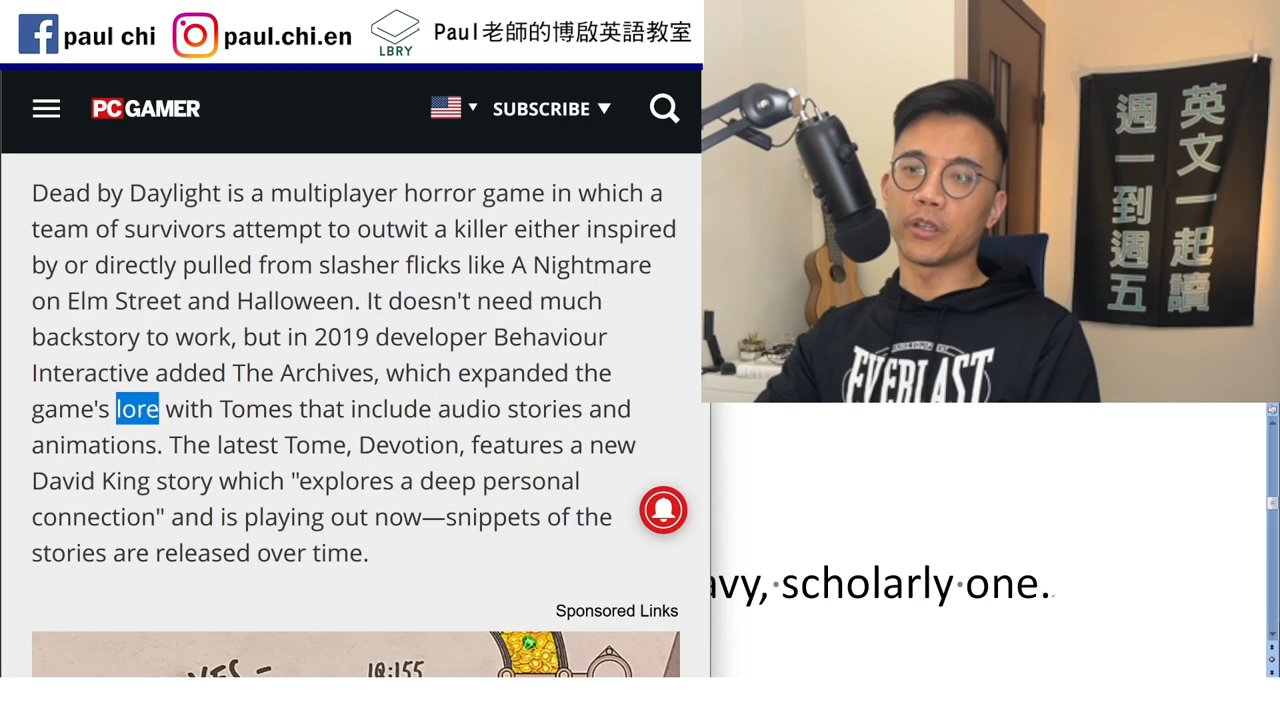 paul chi
paul.chi.en
LBRY
Paul老師的博啟英語教室
PC GAMER
SUBSCRIBE
Dead by Daylight is a multiplayer horror game in which a
team of survivors attempt to outwit a killer either inspired
by or directly pulled from slasher flicks like A Nightmare
on Elm Street and Halloween. It doesn't need much
backstory to work, but in 2019 developer Behaviour
Interactive added The Archives, which expanded the
game's lore with Tomes that include audio stories and
animations. The latest Tome, Devotion, features a new
David King story which "explores a deep personal
connection" and is playing out now—snippets of the
stories are released over time.
Sponsored Links
18:155
英文一起讀
週一到週五
EVERLAST
avy, scholarly one.